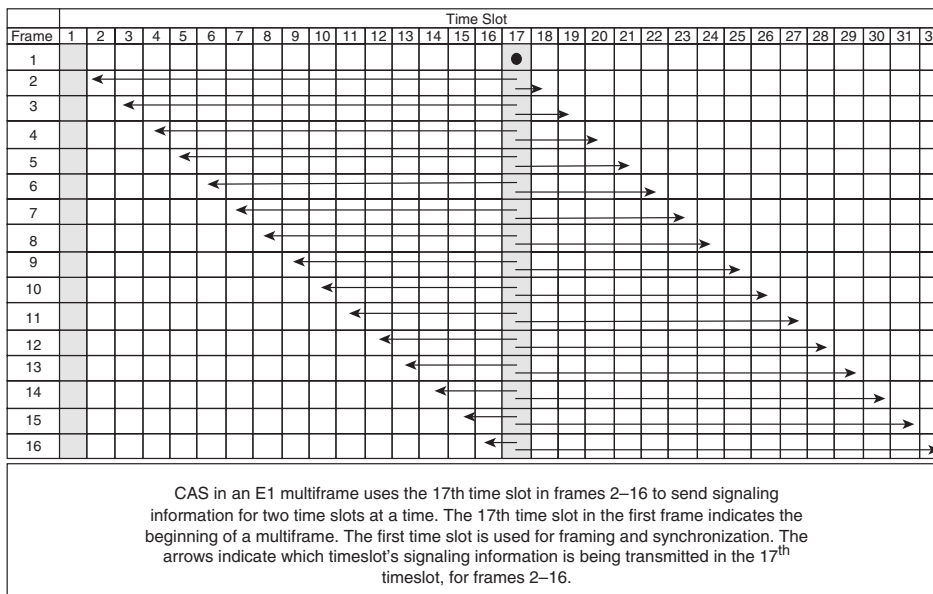 Time Slot
Frame 1 2 3 4 5 6 7 8 9 10 11 12 13 14 15 16 17 18 19 20 21 22 23 24 25 26 27 28 29 30 31
1
2
3
4
5
6
7
8
9
10
11
12
13
14
15
16
CAS in an E1 multiframe uses the 17th time slot in frames 2–16 to send signaling
information for two time slots at a time. The 17th time slot in the first frame indicates the
beginning of a multiframe. The first time slot is used for framing and synchronization. The
arrows indicate which timeslot's signaling information is being transmitted in the 17th
timeslot, for frames 2–16.